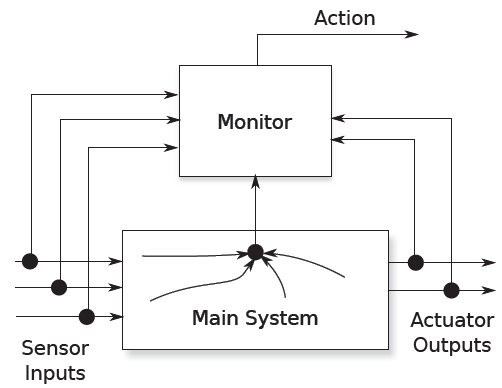 Action
Monitor
Main System
Sensor
Inputs
Actuator
Outputs